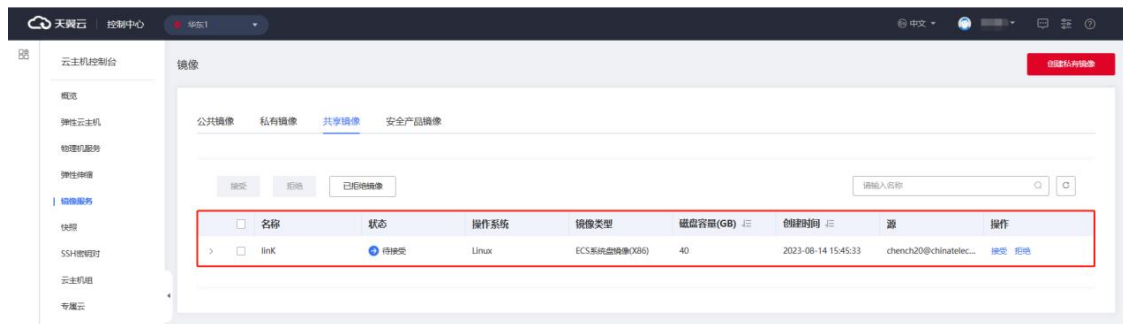 天翼云 控制中心 华东1 中文
云主机控制台
镜像 创建私有镜像
概览
弹性云主机
公共镜像 私有镜像 共享镜像 安全产品镜像
物理机服务
弹性伸缩
接受 拒绝 已拒绝镜像 请输入名称
镜像服务
快照
名称 状态 操作系统 镜像类型 磁盘容量(GB) 创建时间 源 操作
SSH密钥对
linK 待接受 Linux ECS系统盘镜像(X86) 40 2023-08-14 15:45:33 chench20@chinatelec... 接受 拒绝
云主机组
专属云